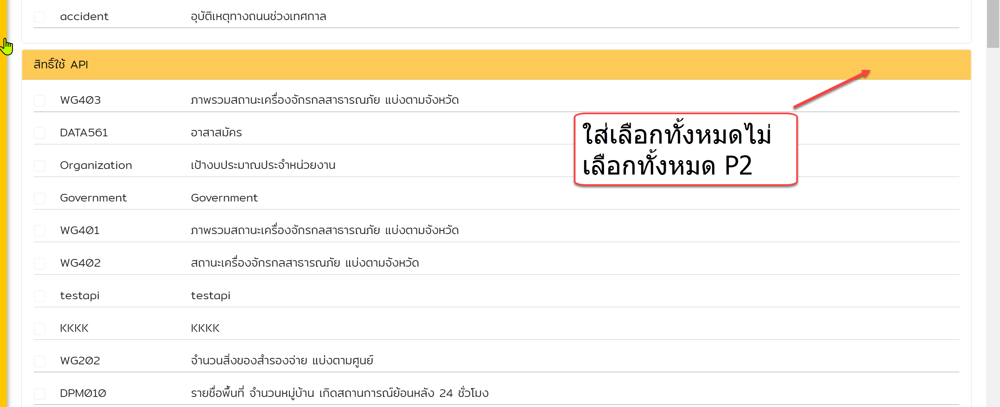 accident อุบัติเหตุทางถนนช่วงเทศกาล
สิทธิ์ใช้ API
WG403 ภาพรวมสถานะเครื่องจักรกลสาธารณภัย แบ่งตามจังหวัด
DATA561 อาสาสมัคร
ใส่เลือกทั้งหมดไม่
เลือกทั้งหมด P2
Organization เป้างบประมาณประจำหน่วยงาน
Government Government
WG401 ภาพรวมสถานะเครื่องจักรกลสาธารณภัย แบ่งตามจังหวัด
WG402 สถานะเครื่องจักรกลสาธารณภัย แบ่งตามจังหวัด
testapi testapi
KKKK KKKK
WG202 จำนวนสิ่งของสำรองจ่าย แบ่งตามศูนย์
DPM010 รายชื่อพื้นที่ จำนวนหมู่บ้าน เกิดสถานการณ์ย้อนหลัง 24 ชั่วโมง